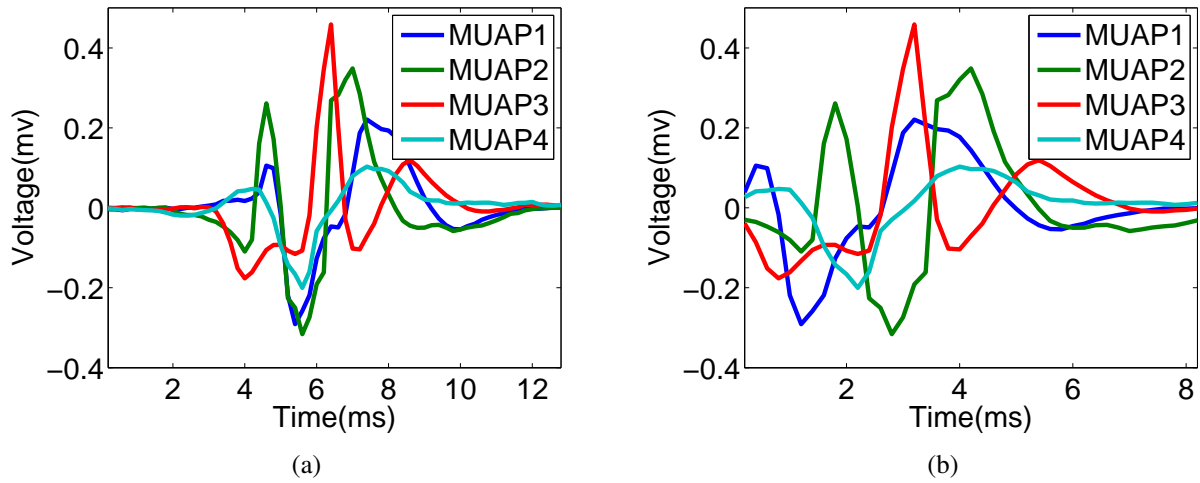 MUAP1
MUAP2
MUAP3
MUAP4
0.4
0.2
0
−0.2
−0.4
Voltage(mv)
2 4 6 8 10 12
Time(ms)
(a)
MUAP1
MUAP2
MUAP3
MUAP4
0.4
0.2
0
−0.2
−0.4
Voltage(mv)
2 4 6 8
Time(ms)
(b)